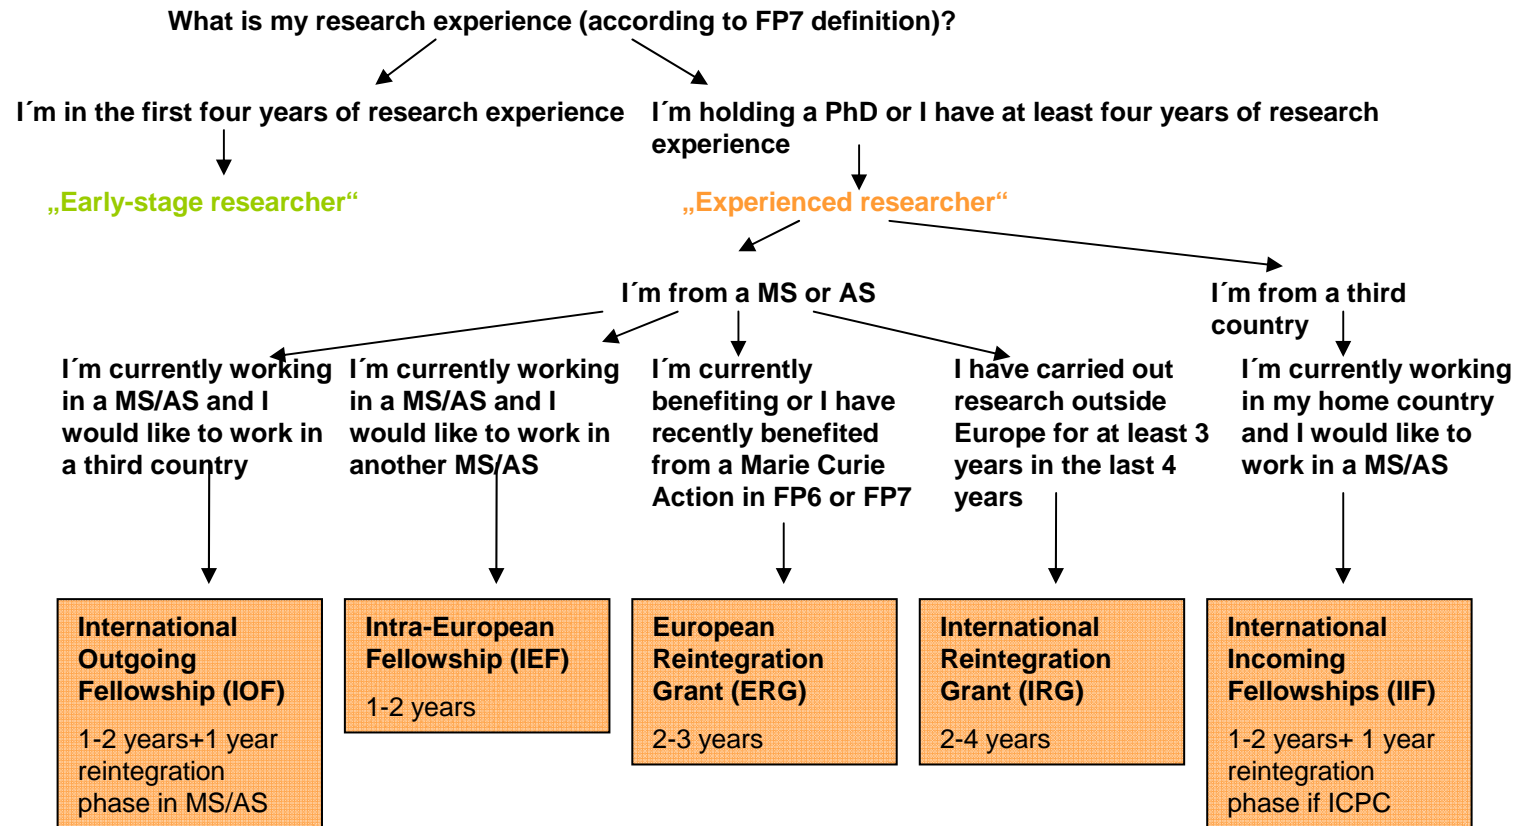 What is my research experience (according to FP7 definition)?
I´m in the first four years of research experience
I´m holding a PhD or I have at least four years of research
experience
„Early-stage researcher“
„Experienced researcher“
I´m from a MS or AS
I´m from a third
country
I´m currently working
in a MS/AS and I
would like to work in
a third country
I´m currently working
in a MS/AS and I
would like to work in
another MS/AS
I´m currently
benefiting or I have
recently benefited
from a Marie Curie
Action in FP6 or FP7
I have carried out
research outside
Europe for at least 3
years in the last 4
years
I´m currently working
in my home country
and I would like to
work in a MS/AS
International
Outgoing
Fellowship (IOF)
1-2 years+1 year
reintegration
phase in MS/AS
Intra-European
Fellowship (IEF)
1-2 years
European
Reintegration
Grant (ERG)
2-3 years
International
Reintegration
Grant (IRG)
2-4 years
International
Incoming
Fellowships (IIF)
1-2 years+ 1 year
reintegration
phase if ICPC